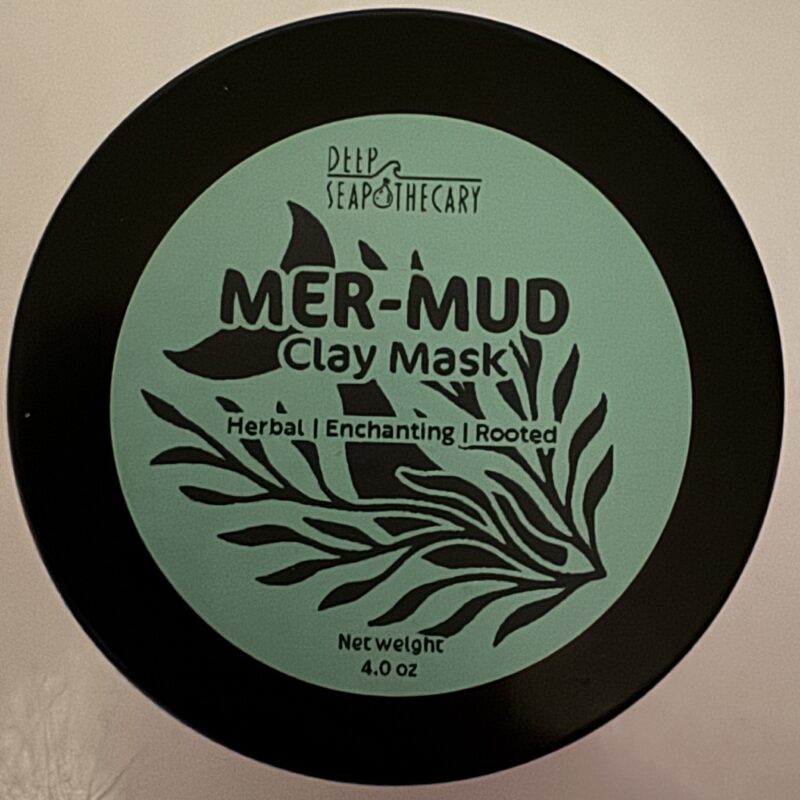 DEEP
SEAPOTHECARY
MER-MUD
Clay Mask
Herbal | Enchanting | Rooted
Net weight
4.0 oz